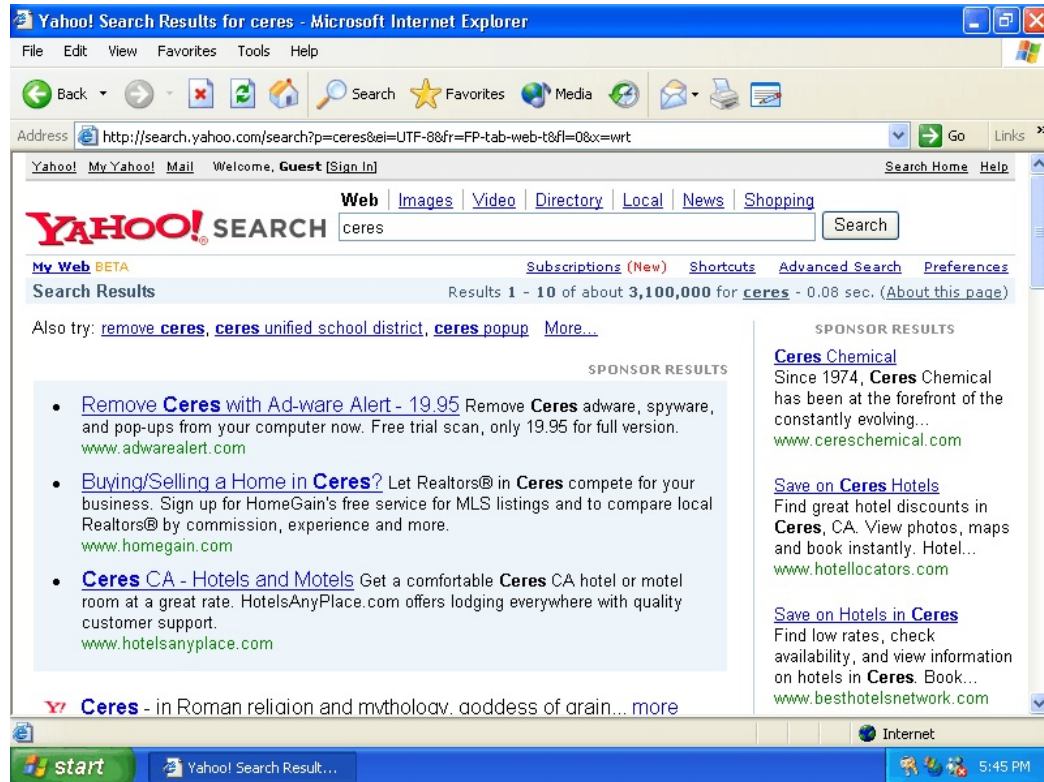 Yahoo! Search Results for ceres - Microsoft Internet Explorer
File Edit View Favorites Tools Help
Back Search Favorites Media
Address http://search.yahoo.com/search?p=ceres&ei=UTF-8&fr=FP-tab-web-t&fl=0&x=wrt Go Links »
Yahoo! My Yahoo! Mail Welcome, Guest [Sign In] Search Home Help
Web | Images | Video | Directory | Local | News | Shopping
YAHOO! SEARCH ceres Search
My Web BETA Subscriptions (New) Shortcuts Advanced Search Preferences
Search Results Results 1 - 10 of about 3,100,000 for ceres - 0.08 sec. (About this page)
Also try: remove ceres, ceres unified school district, ceres popup More...
SPONSOR RESULTS
• Remove Ceres with Ad-ware Alert - 19.95 Remove Ceres adware, spyware,
and pop-ups from your computer now. Free trial scan, only 19.95 for full version.
www.adwarealert.com
• Buying/Selling a Home in Ceres? Let Realtors® in Ceres compete for your
business. Sign up for HomeGain's free service for MLS listings and to compare local
Realtors® by commission, experience and more.
www.homegain.com
• Ceres CA - Hotels and Motels Get a comfortable Ceres CA hotel or motel
room at a great rate. HotelsAnyPlace.com offers lodging everywhere with quality
customer support.
www.hotelsanyplace.com
Y! Ceres - in Roman religion and mythology, goddess of grain... more
SPONSOR RESULTS
Ceres Chemical
Since 1974, Ceres Chemical
has been at the forefront of the
constantly evolving...
www.cereschemical.com
Save on Ceres Hotels
Find great hotel discounts in
Ceres, CA. View photos, maps
and book instantly. Hotel...
www.hotellocators.com
Save on Hotels in Ceres
Find low rates, check
availability, and view information
on hotels in Ceres. Book...
www.besthotelsnetwork.com
Internet
start Yahoo! Search Result... 5:45 PM